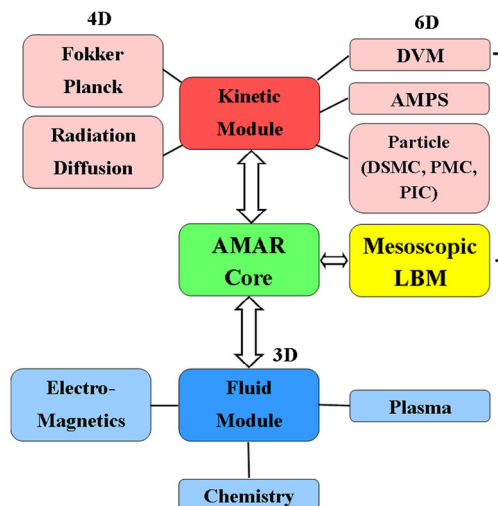 4D
6D
Fokker
Planck
DVM
Kinetic
Module
AMPS
Radiation
Diffusion
Particle
(DSMC, PMC,
PIC)
AMAR
Core
Mesoscopic
LBM
3D
Electro-
Magnetics
Fluid
Module
Plasma
Chemistry